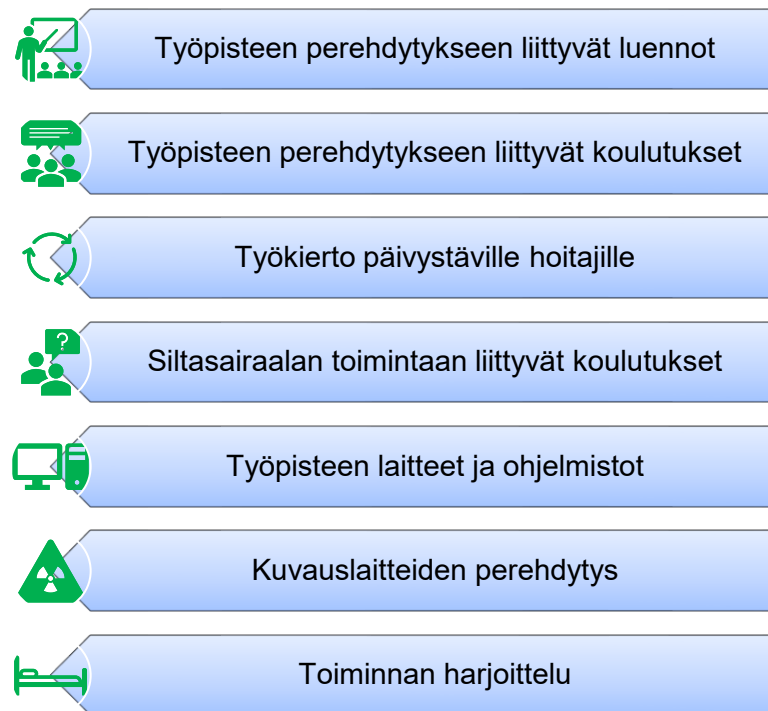 Työpisteen perehdytykseen liittyvät luennot
Työpisteen perehdytykseen liittyvät koulutukset
Työkierto päivystäville hoitajille
?
Siltasairaalan toimintaan liittyvät koulutukset
Työpisteen laitteet ja ohjelmistot
Kuvauslaitteiden perehdytys
Toiminnan harjoittelu